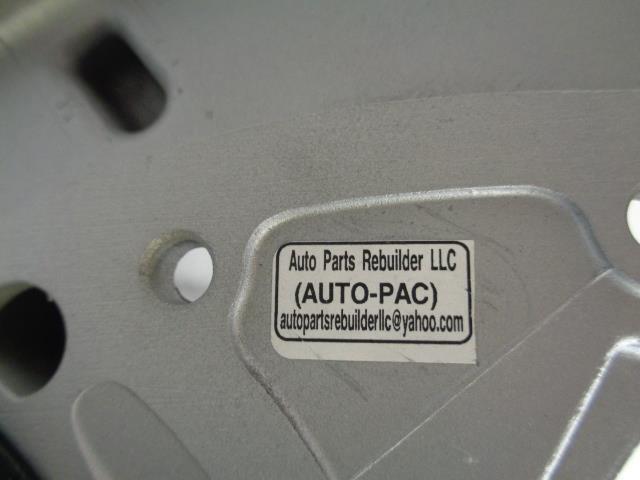 Auto Parts Rebuilder LLC
(AUTO-PAC)
autopartsrebuilderllc@yahoo.com